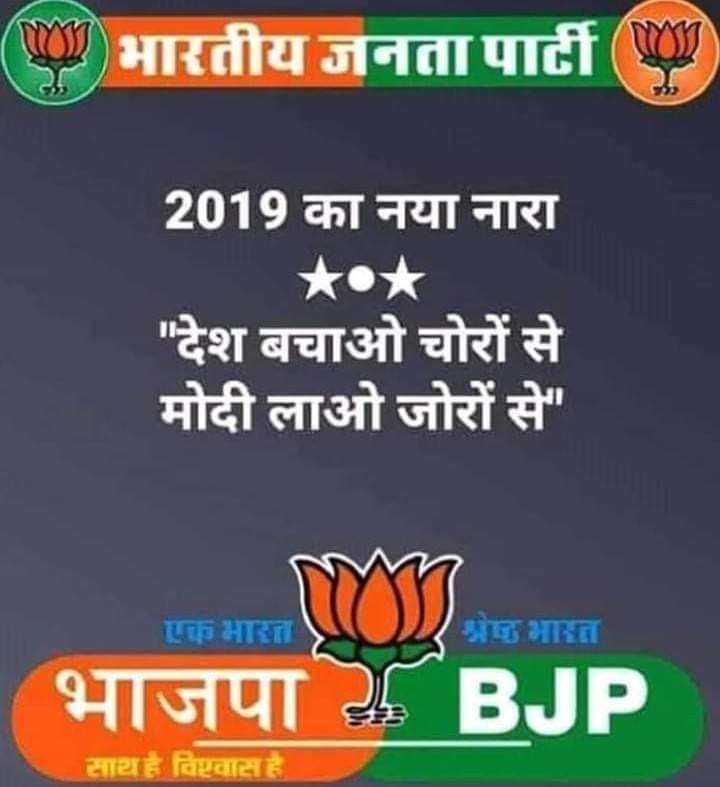 भारतीय जनता पार्टी
2019 का नया नारा
★●★
"देश बचाओ चोरों से
मोदी लाओ जोरों से"
एक भारत श्रेष्ठ भारत
भाजपा BJP
साथ है विश्वास है